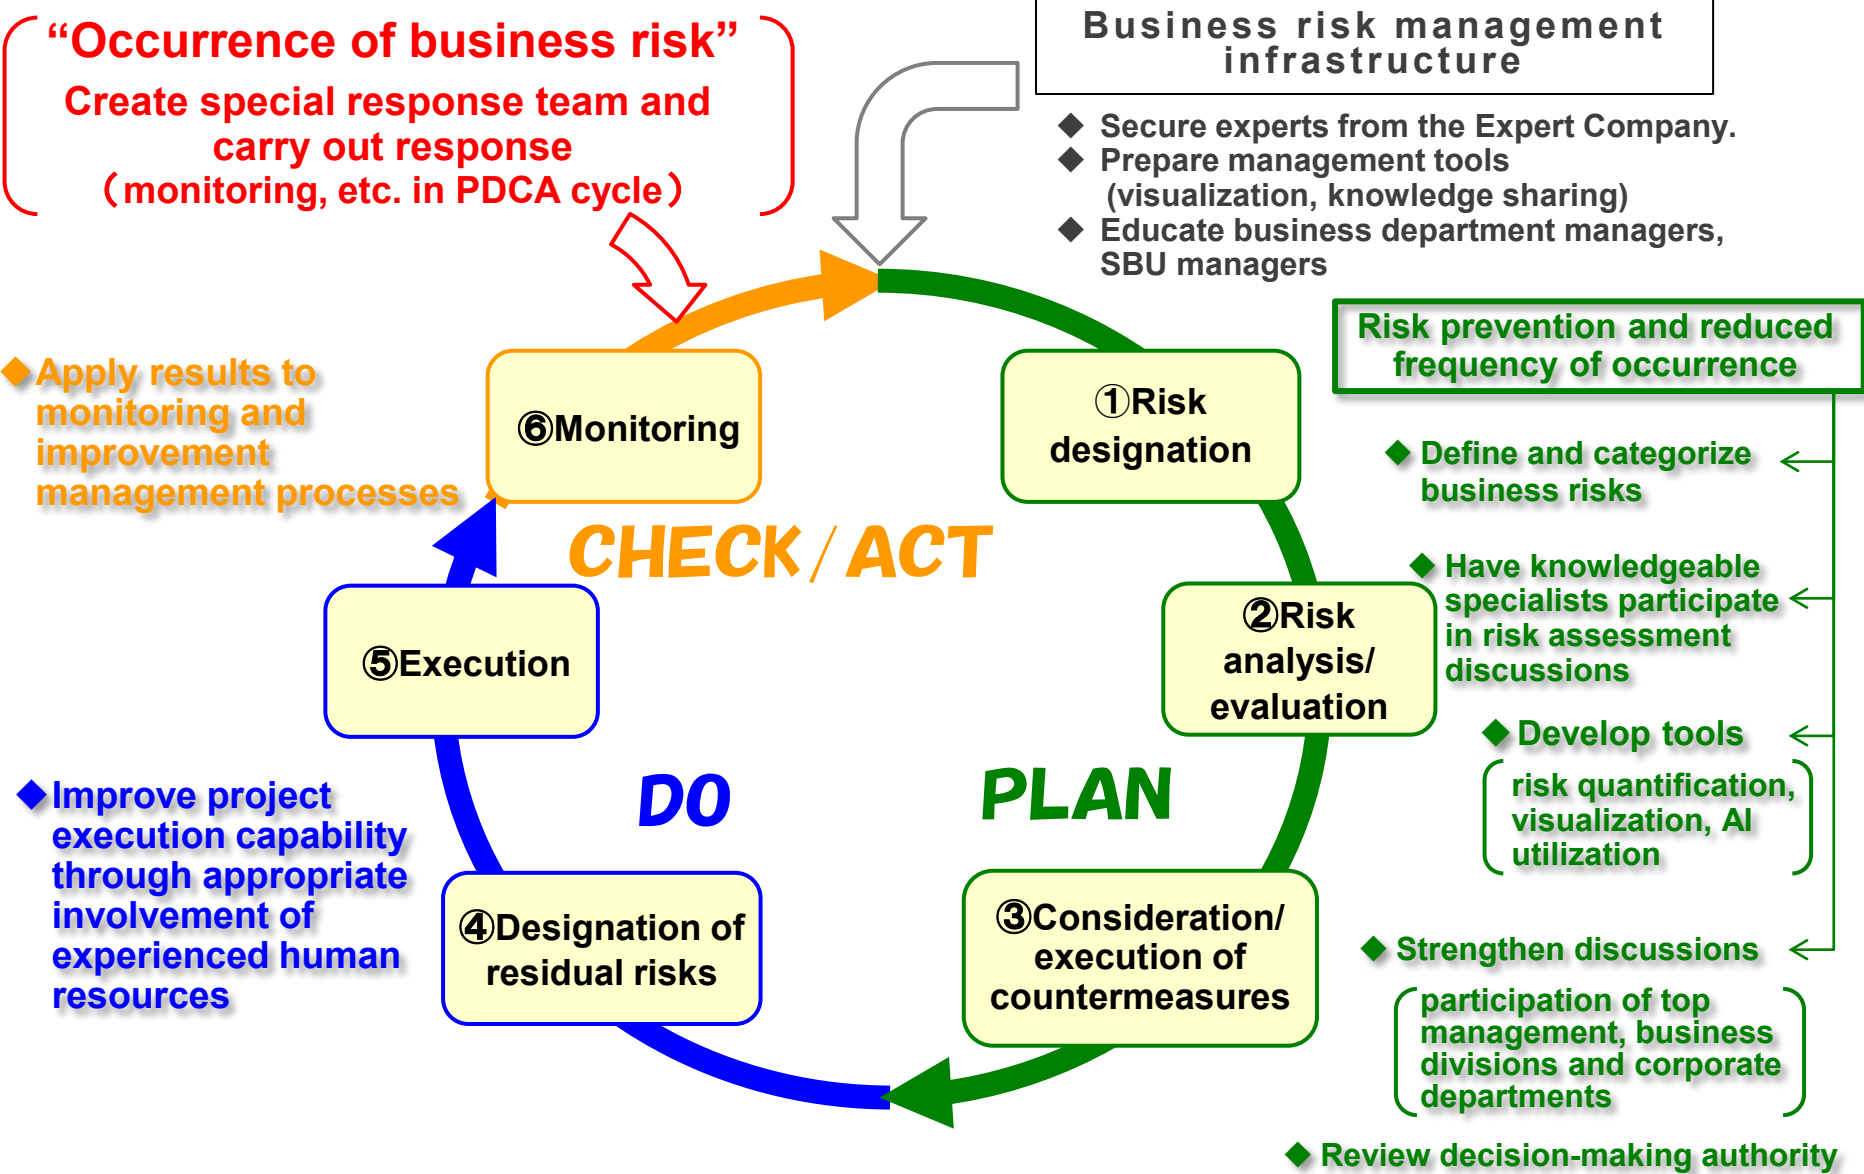 “Occurrence of business risk”
Create special response team and
carry out response
（monitoring, etc. in PDCA cycle）
Business risk management
infrastructure
◆ Secure experts from the Expert Company.
◆ Prepare management tools
(visualization, knowledge sharing)
◆ Educate business department managers,
SBU managers
Risk prevention and reduced
frequency of occurrence
◆ Define and categorize
business risks
◆ Have knowledgeable
specialists participate
in risk assessment
discussions
◆ Develop tools
risk quantification,
visualization, AI
utilization
◆ Strengthen discussions
participation of top
management, business
divisions and corporate
departments
◆ Review decision-making authority
①Risk
designation
②Risk
analysis/
evaluation
③Consideration/
execution of
countermeasures
④Designation of
residual risks
⑤Execution
⑥Monitoring
PLAN
DO
CHECK/ACT
◆Improve project
execution capability
through appropriate
involvement of
experienced human
resources
◆Apply results to
monitoring and
improvement
management processes